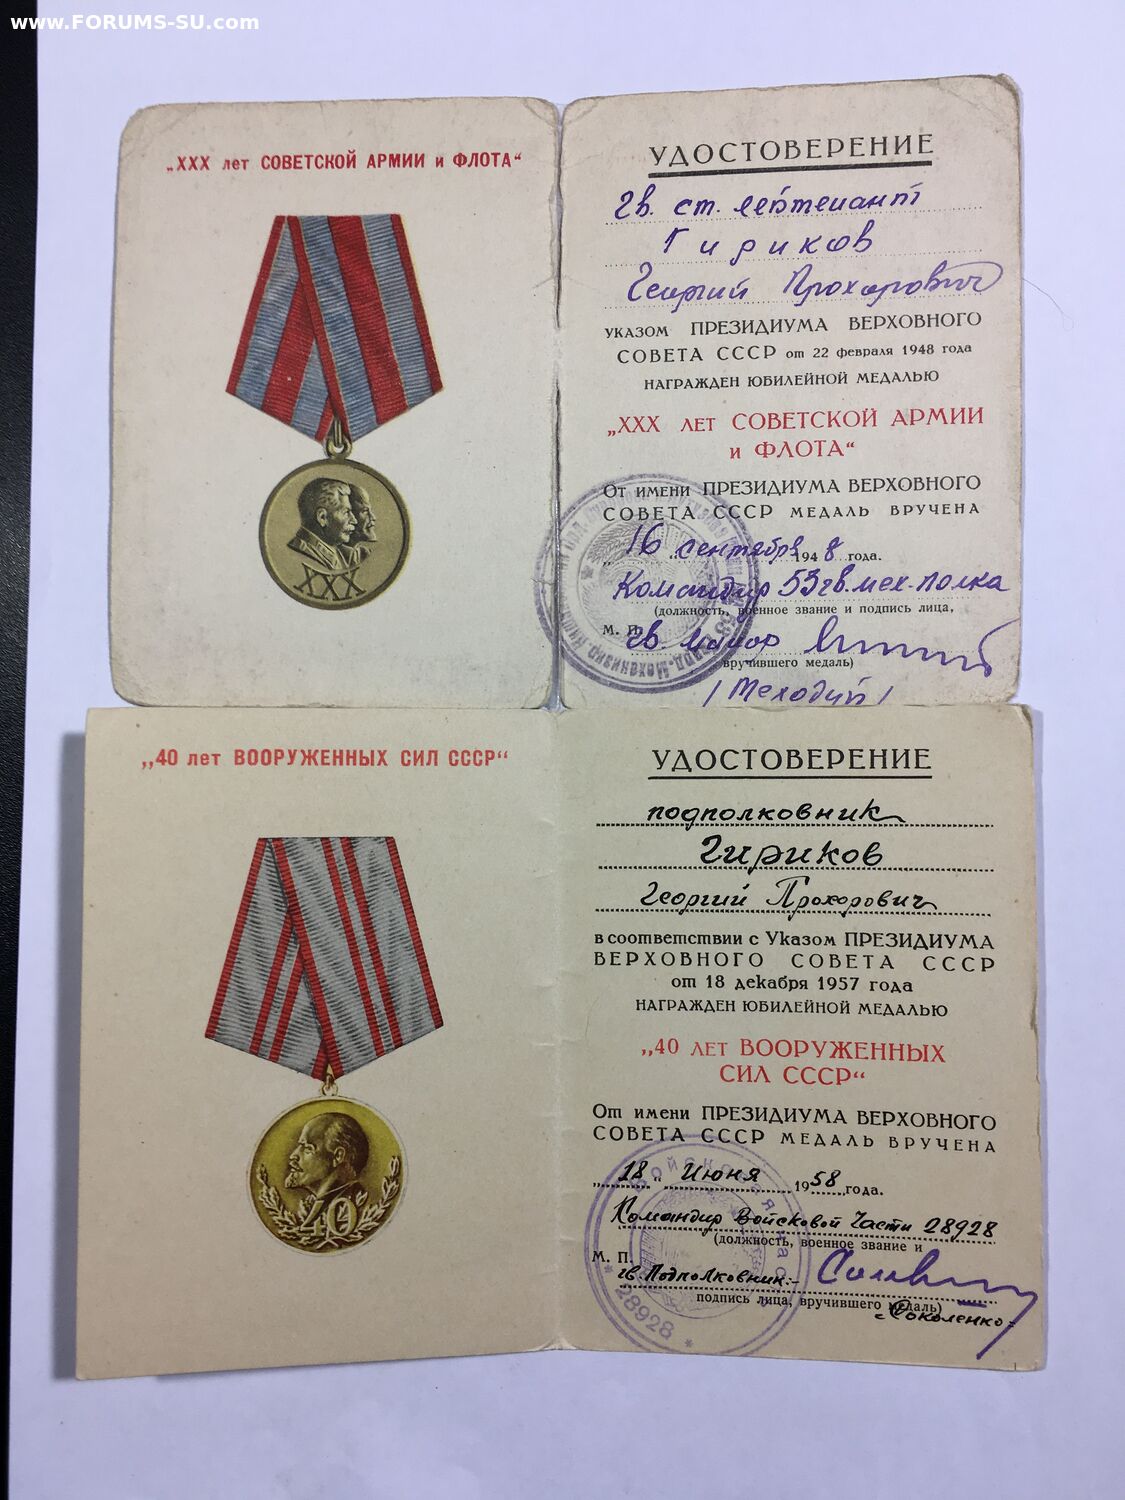 www.FORUMS-SU.com
„XXX лет СОВЕТСКОЙ АРМИИ и ФЛОТА“
XXX
УДОСТОВЕРЕНИЕ
гв. ст. лейтенант
Гириков
Георгий Прохорович
УКАЗОМ ПРЕЗИДИУМА ВЕРХОВНОГО
СОВЕТА СССР от 22 февраля 1948 года
НАГРАЖДЕН ЮБИЛЕЙНОЙ МЕДАЛЬЮ
„XXX ЛЕТ СОВЕТСКОЙ АРМИИ
и ФЛОТА“
От имени ПРЕЗИДИУМА ВЕРХОВНОГО
СОВЕТА СССР МЕДАЛЬ ВРУЧЕНА
„16„ сентября 1948 года.
Командир 53 гв. мех. полка
(должность, военное звание и подпись лица,
М. П.
гв. майор
вручившего медаль)
/Мелодий/
„40 лет ВООРУЖЕННЫХ СИЛ СССР“
40
УДОСТОВЕРЕНИЕ
подполковник
Гириков
Георгий Прохорович
в соответствии с Указом ПРЕЗИДИУМА
ВЕРХОВНОГО СОВЕТА СССР
от 18 декабря 1957 года
НАГРАЖДЕН ЮБИЛЕЙНОЙ МЕДАЛЬЮ
„40 ЛЕТ ВООРУЖЕННЫХ
СИЛ СССР“
От имени ПРЕЗИДИУМА ВЕРХОВНОГО
СОВЕТА СССР МЕДАЛЬ ВРУЧЕНА
„18“ Июня 1958 года.
Командир Войсковой Части 28928
(должность, военное звание и
М. П.
гв. Подполковник:-
подпись лица, вручившего медаль)
-Соколенко-
28928